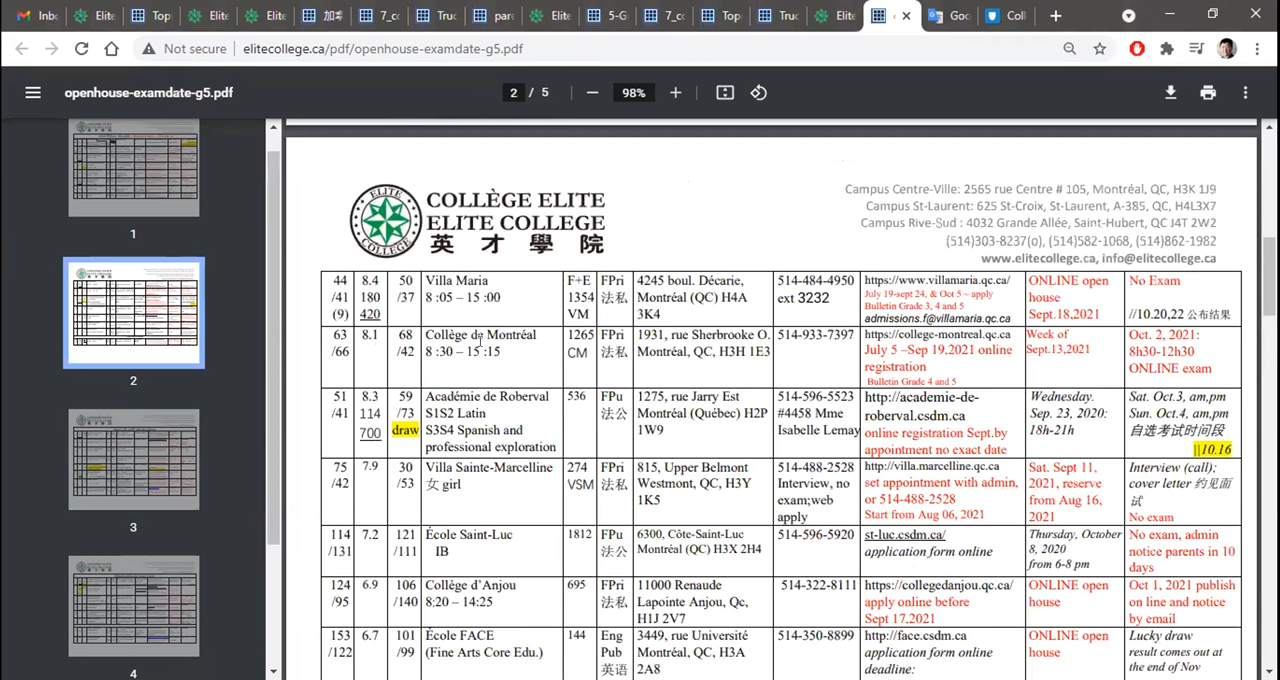 Inb
Elite
Top
Elite
Elite
加拿
7_cc
Truc
pare
Elite
5-G
7_cc
Top
Truc
Elite
Goo
Coll
Not secure elitecollege.ca/pdf/openhouse-examdate-g5.pdf
openhouse-examdate-g5.pdf
2 / 5
98%
1
2
3
4
COLLÈGE ELITE
ELITE COLLEGE
英 才 學 院
Campus Centre-Ville: 2565 rue Centre # 105, Montréal, QC, H3K 1J9
Campus St-Laurent: 625 St-Croix, St-Laurent, A-385, QC, H4L3X7
Campus Rive-Sud : 4032 Grande Allée, Saint-Hubert, QC J4T 2W2
(514)303-8237(o), (514)582-1068, (514)862-1982
www.elitecollege.ca, info@elitecollege.ca
44 8.4 50 Villa Maria F+E FPri 4245 boul. Décarie, 514-484-4950 https://www.villamaria.qc.ca/ ONLINE open No Exam
/41 180 /37 8 :05 – 15 :00 1354 法私 Montréal (QC) H4A ext 3232 July 19-sept 24, & Oct 5 – apply house
(9) 420 VM 3K4 Bulletin Grade 3, 4 and 5 Sept.18,2021 //10.20,22 公布结果
admissions.f@villamaria.qc.ca
63 8.1 68 Collège de Montréal 1265 FPri 1931, rue Sherbrooke O. 514-933-7397 https://college-montreal.qc.ca/ Week of Oct. 2, 2021:
/66 /42 8 :30 – 15 :15 CM 法私 Montréal, QC, H3H 1E3 July 5 –Sep 19,2021 online Sept.13,2021 8h30-12h30
registration ONLINE exam
Bulletin Grade 4 and 5
51 8.3 59 Académie de Roberval 536 FPu 1275, rue Jarry Est 514-596-5523 http://academie-de- Wednesday. Sat. Oct.3, am,pm
/41 114 /73 S1S2 Latin 法公 Montréal (Québec) H2P #4458 Mme roberval.csdm.ca Sep. 23, 2020: Sun. Oct.4, am,pm
700 draw S3S4 Spanish and 1W9 Isabelle Lemay online registration Sept.by 18h-21h 自选考试时间段
professional exploration appointment no exact date ||10.16
75 7.9 30 Villa Sainte-Marcelline 274 FPri 815, Upper Belmont 514-488-2528 http://villa.marcelline.qc.ca Sat. Sept 11, Interview (call);
/42 /53 女 girl VSM 法私 Westmont, QC, H3Y Interview, no set appointment with admin, 2021, reserve cover letter 约见面
1K5 exam;web or 514-488-2528 from Aug 16, 试
apply Start from Aug 06, 2021 2021 No exam
114 7.2 121 École Saint-Luc 1812 FPu 6300, Côte-Saint-Luc 514-596-5920 st-luc.csdm.ca/ Thursday, October No exam, admin
/131 /111 IB 法公 Montréal (QC) H3X 2H4 application form online 8, 2020 notice parents in 10
from 6-8 pm days
124 6.9 106 Collège d'Anjou 695 FPri 11000 Renaude 514-322-8111 https://collegedanjou.qc.ca/ ONLINE open Oct 1, 2021 publish
/95 /140 8:20 – 14:25 法私 Lapointe Anjou, Qc, apply online before house on line and notice
H1J 2V7 Sept 17,2021 by email
153 6.7 101 École FACE 144 Eng 3449, rue Université 514-350-8899 http://face.csdm.ca ONLINE open Lucky draw
/122 /99 (Fine Arts Core Edu.) Pub Montréal, QC, H3A application form online house result comes out
英语 2A8 deadline: at the end of Nov